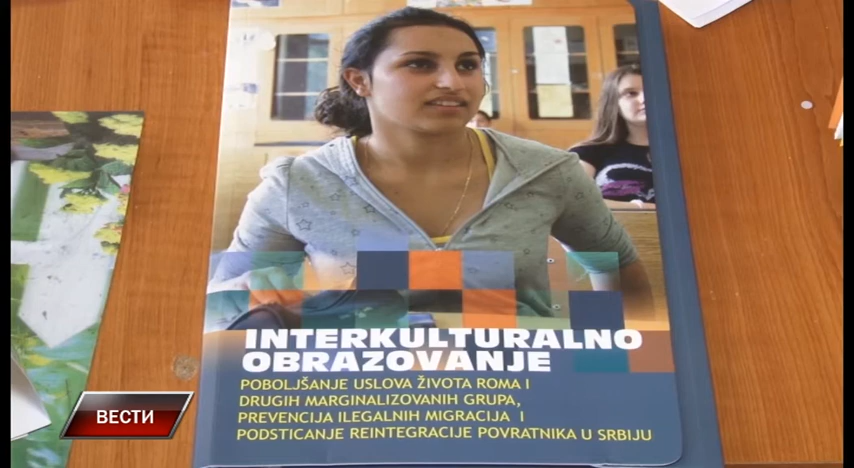 INTERKULTURALNO
OBRAZOVANJE
POBOLJŠANJE USLOVA ŽIVOTA ROMA I
DRUGIH MARGINALIZOVANIH GRUPA,
PREVENCIJA ILEGALNIH MIGRACIJA I
PODSTICANJE REINTEGRACIJE POVRATNIKA U SRBIJU
ВЕСТИ